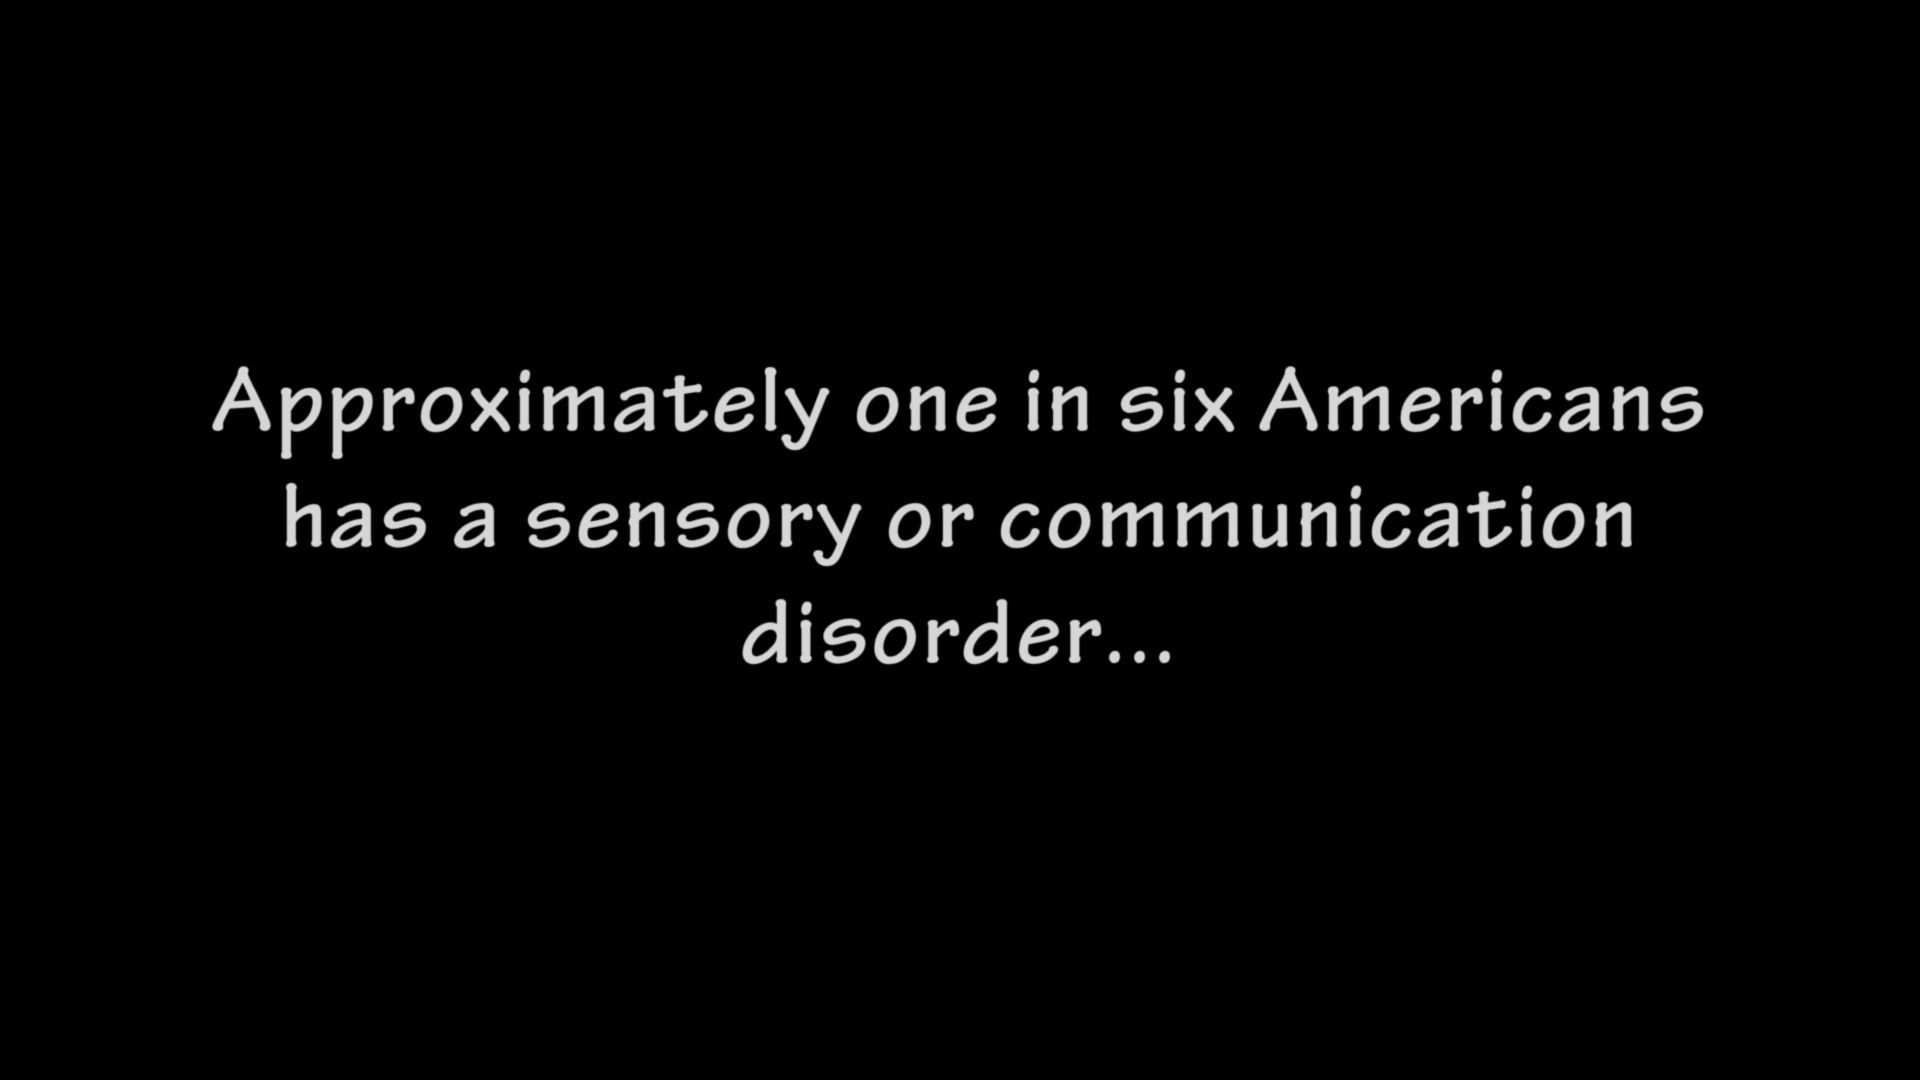 Approximately one in six Americans
has a sensory or communication
disorder...